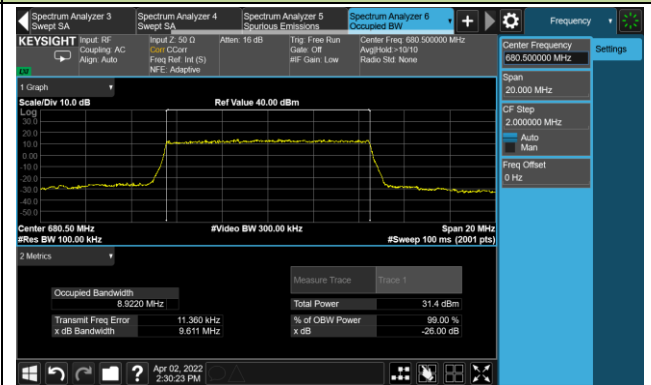 Spectrum Analyzer 3
Swept SA
Spectrum Analyzer 4
Swept SA
Spectrum Analyzer 5
Spurious Emissions
Spectrum Analyzer 6
Occupied BW
Frequency
KEYSIGHT
Input: RF
Coupling: AC
Align: Auto
Input Z: 50 Ω
Corr CCorr
Freq Ref: Int (S)
NFE: Adaptive
Atten: 16 dB
Trig: Free Run
Gate: Off
#IF Gain: Low
Center Freq: 680.500000 MHz
Avg|Hold:>10/10
Radio Std: None
Center Frequency
680.500000 MHz
Settings
Span
20.000 MHz
CF Step
2.000000 MHz
Auto
Man
Freq Offset
0 Hz
1 Graph
Scale/Div 10.0 dB
Ref Value 40.00 dBm
Log
30.0
20.0
10.0
0.00
-10.0
-20.0
-30.0
-40.0
-50.0
Center 680.50 MHz
#Video BW 300.00 kHz
Span 20 MHz
#Res BW 100.00 kHz
#Sweep 100 ms (2001 pts)
2 Metrics
Measure Trace
Trace 1
Occupied Bandwidth
8.9220 MHz
Total Power
31.4 dBm
Transmit Freq Error
11.360 kHz
% of OBW Power
99.00 %
x dB Bandwidth
9.611 MHz
x dB
-26.00 dB
?
Apr 02, 2022
2:30:23 PM